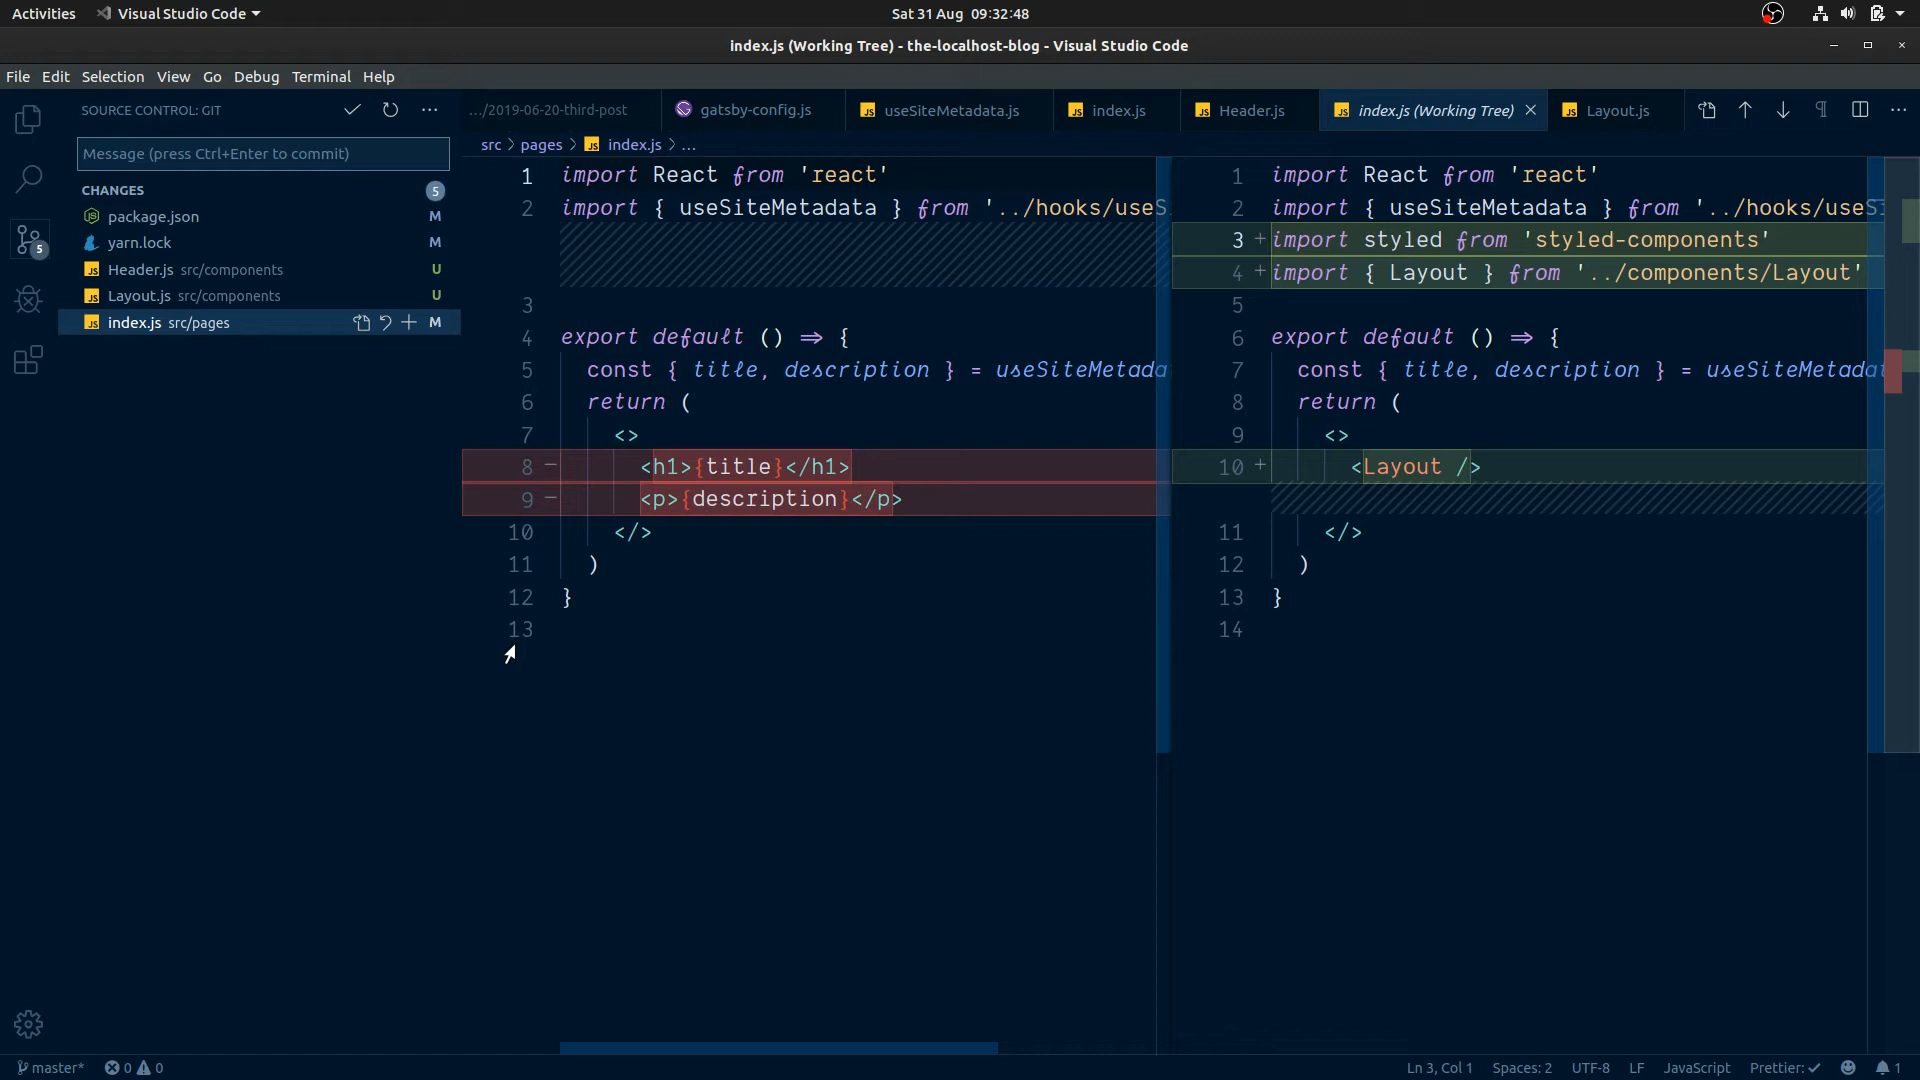 Activities Visual Studio Code Sat 31 Aug 09:32:48
index.js (Working Tree) - the-localhost-blog - Visual Studio Code
File Edit Selection View Go Debug Terminal Help
SOURCE CONTROL: GIT
.../2019-06-20-third-post gatsby-config.js useSiteMetadata.js index.js Header.js index.js (Working Tree) Layout.js
Message (press Ctrl+Enter to commit)
CHANGES 5
package.json M
yarn.lock M
Header.js src/components U
Layout.js src/components U
index.js src/pages M
5
src > pages > index.js > ...
1 import React from 'react'
2 import { useSiteMetadata } from '../hooks/useS
3
4 export default () => {
5 const { title, description } = useSiteMetada
6 return (
7 <>
8 - <h1>{title}</h1>
9 - <p>{description}</p>
10 </>
11 )
12 }
13
1 import React from 'react'
2 import { useSiteMetadata } from '../hooks/useSi
3 + import styled from 'styled-components'
4 + import { Layout } from '../components/Layout'
5
6 export default () => {
7 const { title, description } = useSiteMetadat
8 return (
9 <>
10 + <Layout />
11 </>
12 )
13 }
14
master* 0 0 Ln 3, Col 1 Spaces: 2 UTF-8 LF JavaScript Prettier: ✓ 1